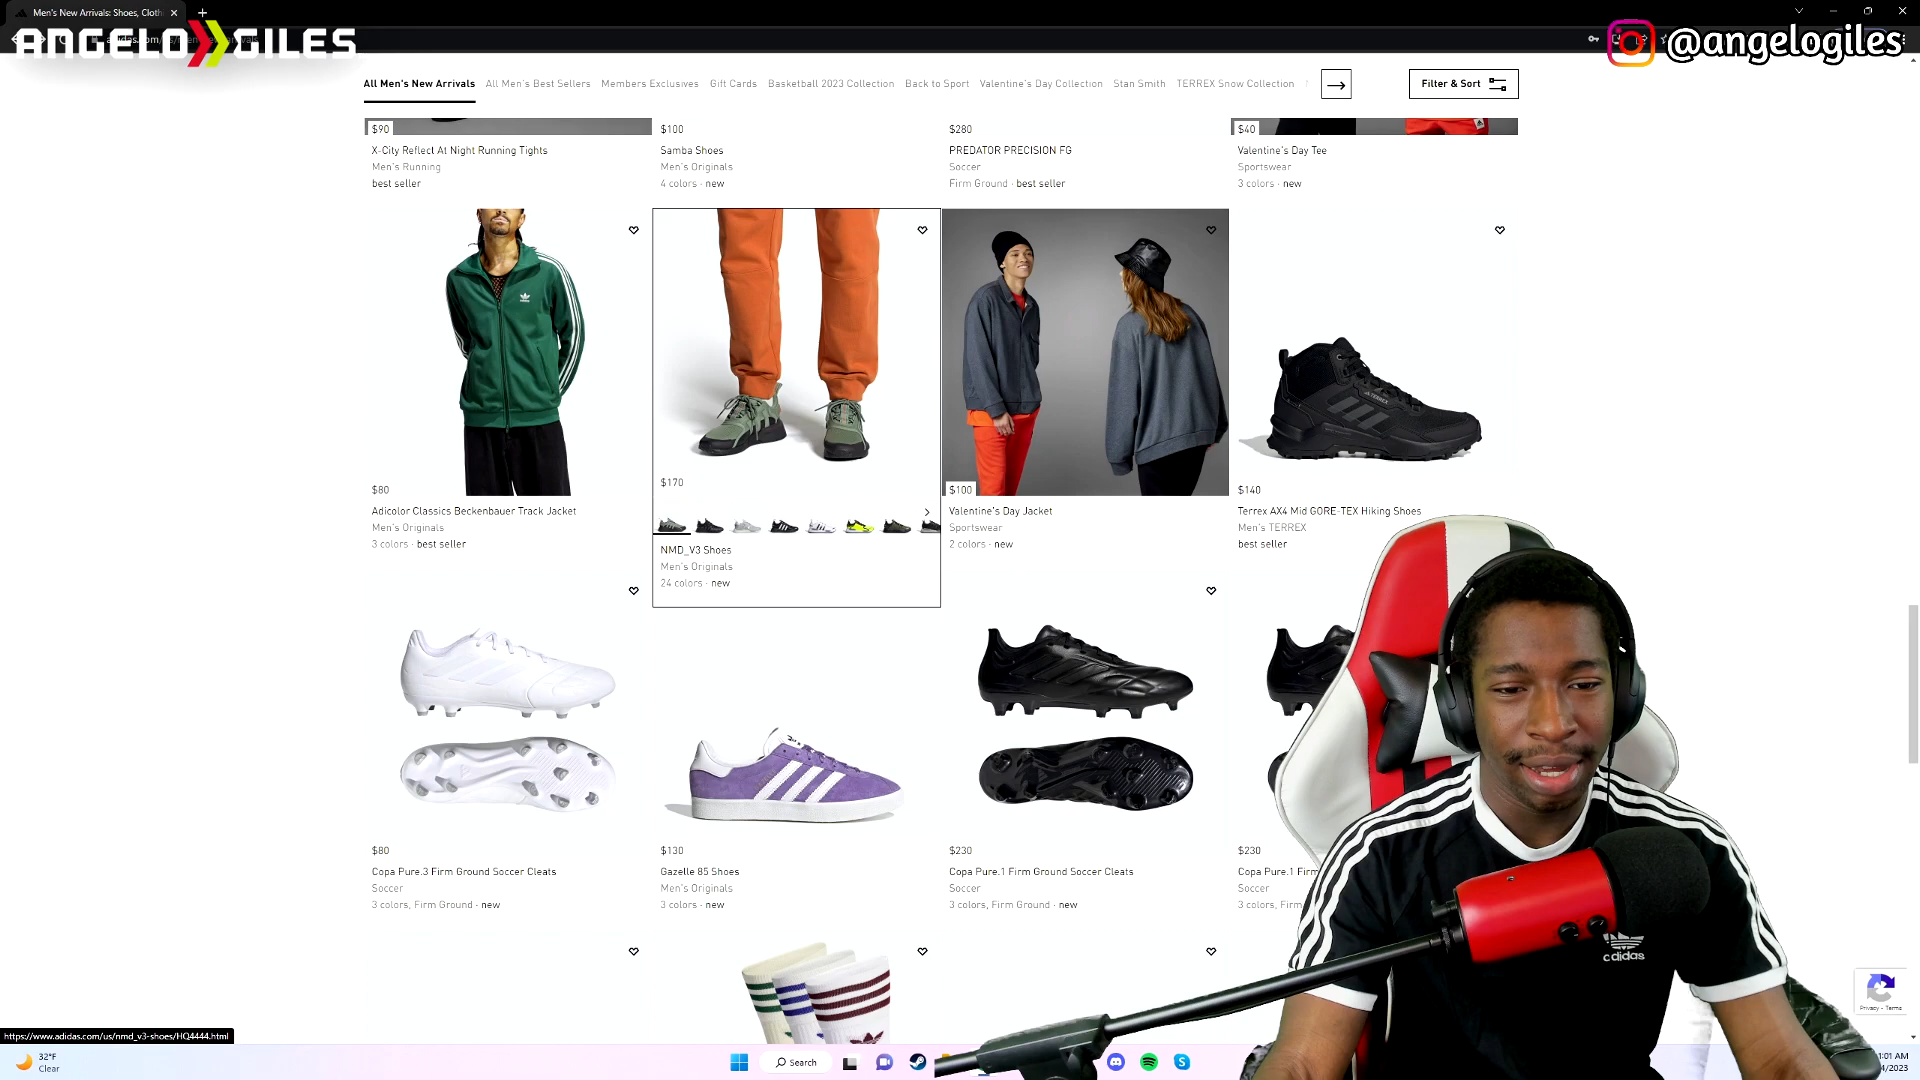 Men's New Arrivals: Shoes, Cloth
ANGELO GILES
@angelogiles
All Men's New Arrivals
All Men's Best Sellers
Members Exclusives
Gift Cards
Basketball 2023 Collection
Back to Sport
Valentine's Day Collection
Stan Smith
TERREX Snow Collection
Filter & Sort
$90
X-City Reflect At Night Running Tights
Men's Running
best seller
$100
Samba Shoes
Men's Originals
4 colors · new
$280
PREDATOR PRECISION FG
Soccer
Firm Ground · best seller
$40
Valentine's Day Tee
Sportswear
3 colors · new
$80
Adicolor Classics Beckenbauer Track Jacket
Men's Originals
3 colors · best seller
$170
NMD_V3 Shoes
Men's Originals
24 colors · new
$100
Valentine's Day Jacket
Sportswear
2 colors · new
$140
Terrex AX4 Mid GORE-TEX Hiking Shoes
Men's TERREX
best seller
$80
Copa Pure.3 Firm Ground Soccer Cleats
Soccer
3 colors, Firm Ground · new
$130
Gazelle 85 Shoes
Men's Originals
3 colors · new
$230
Copa Pure.1 Firm Ground Soccer Cleats
Soccer
3 colors, Firm Ground · new
$230
Copa Pure.1 Firm
Soccer
3 colors, Firm
adidas
Privacy - Terms
https://www.adidas.com/us/nmd_v3-shoes/HQ4444.html
32°F
Clear
Search
1:01 AM
4/2023